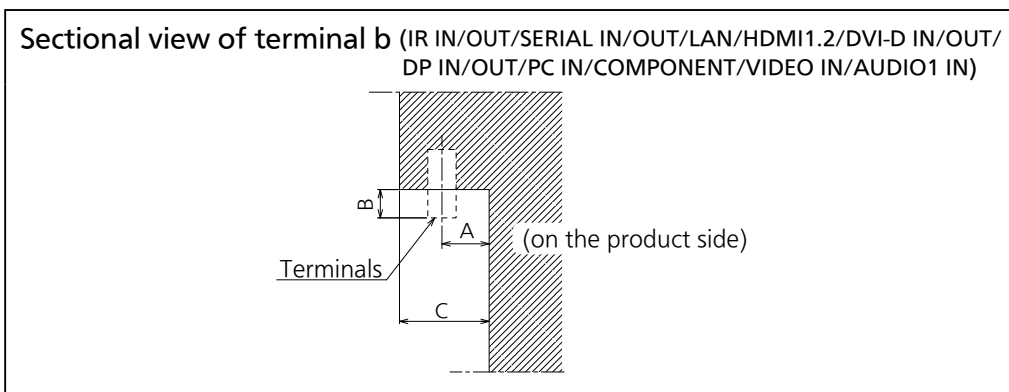 Sectional view of terminal b (IR IN/OUT/SERIAL IN/OUT/LAN/HDMI1.2/DVI-D IN/OUT/
DP IN/OUT/PC IN/COMPONENT/VIDEO IN/AUDIO1 IN)
B
A
(on the product side)
Terminals
C